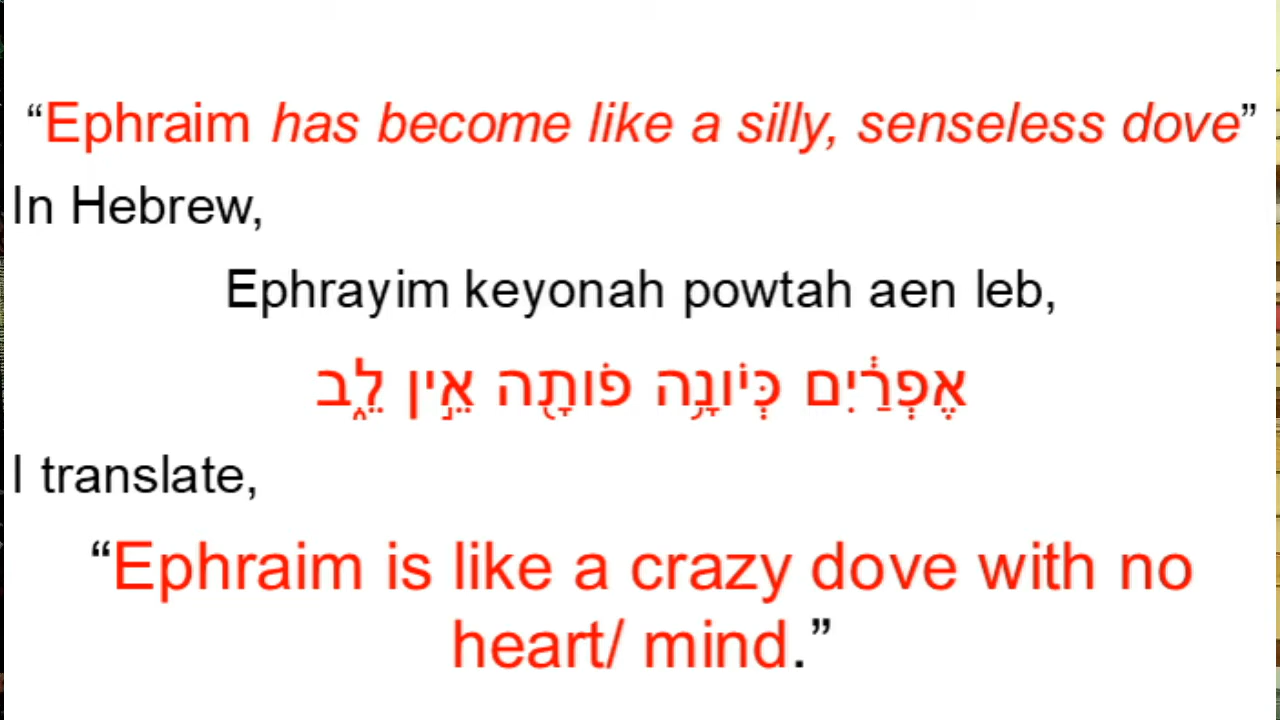 “Ephraim has become like a silly, senseless dove”
In Hebrew,
Ephrayim keyonah powtah aen leb,
אֶפְרַ֔יִם כְּיוֹנָ֥ה פוֹתָ֖ה אֵ֣ין לֵ֑ב
I translate,
“Ephraim is like a crazy dove with no
heart/ mind.”